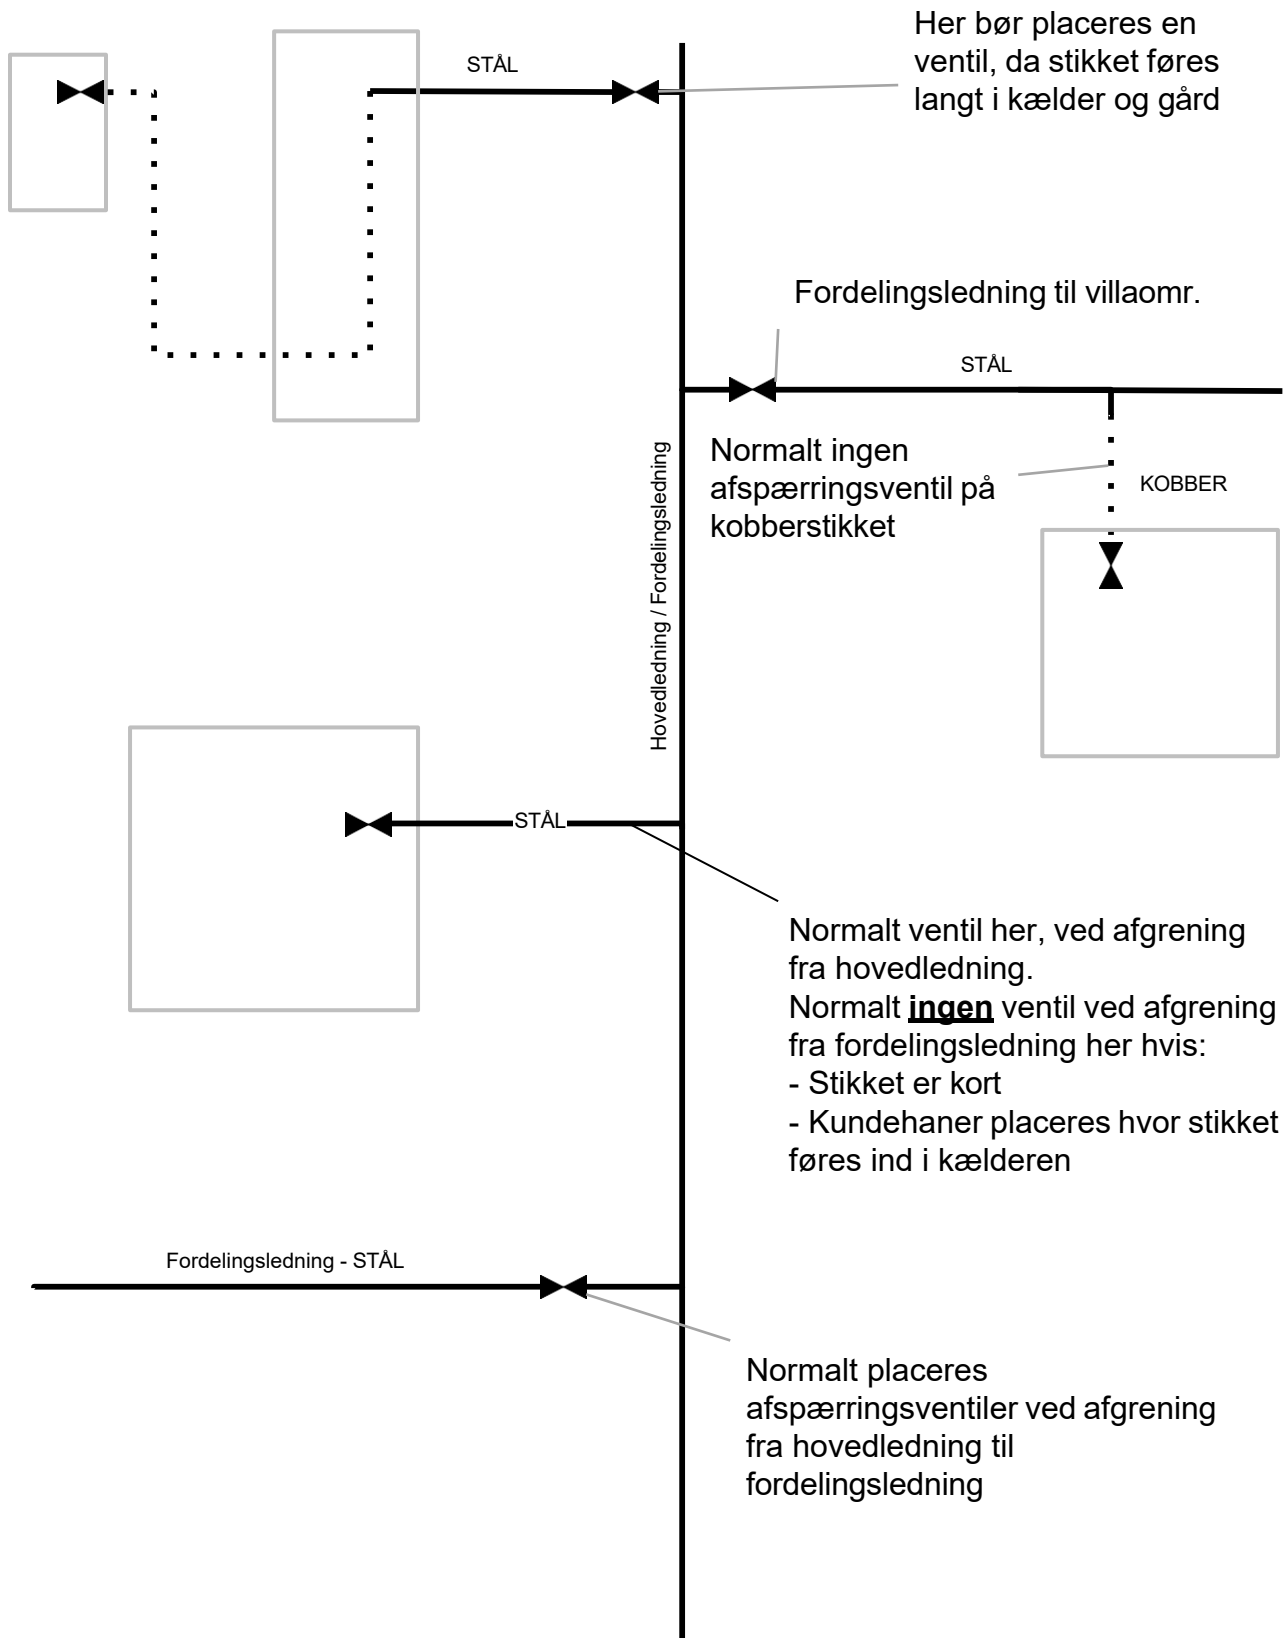 Her bør placeres en
ventil, da stikket føres
langt i kælder og gård
STÅL
Fordelingsledning til villaomr.
STÅL
Normalt ingen
afspærringsventil på
kobberstikket
KOBBER
Hovedledning / Fordelingsledning
STÅL
Normalt ventil her, ved afgrening
fra hovedledning.
Normalt ingen ventil ved afgrening
fra fordelingsledning her hvis:
- Stikket er kort
- Kundehaner placeres hvor stikket
føres ind i kælderen
Fordelingsledning - STÅL
Normalt placeres
afspærringsventiler ved afgrening
fra hovedledning til
fordelingsledning